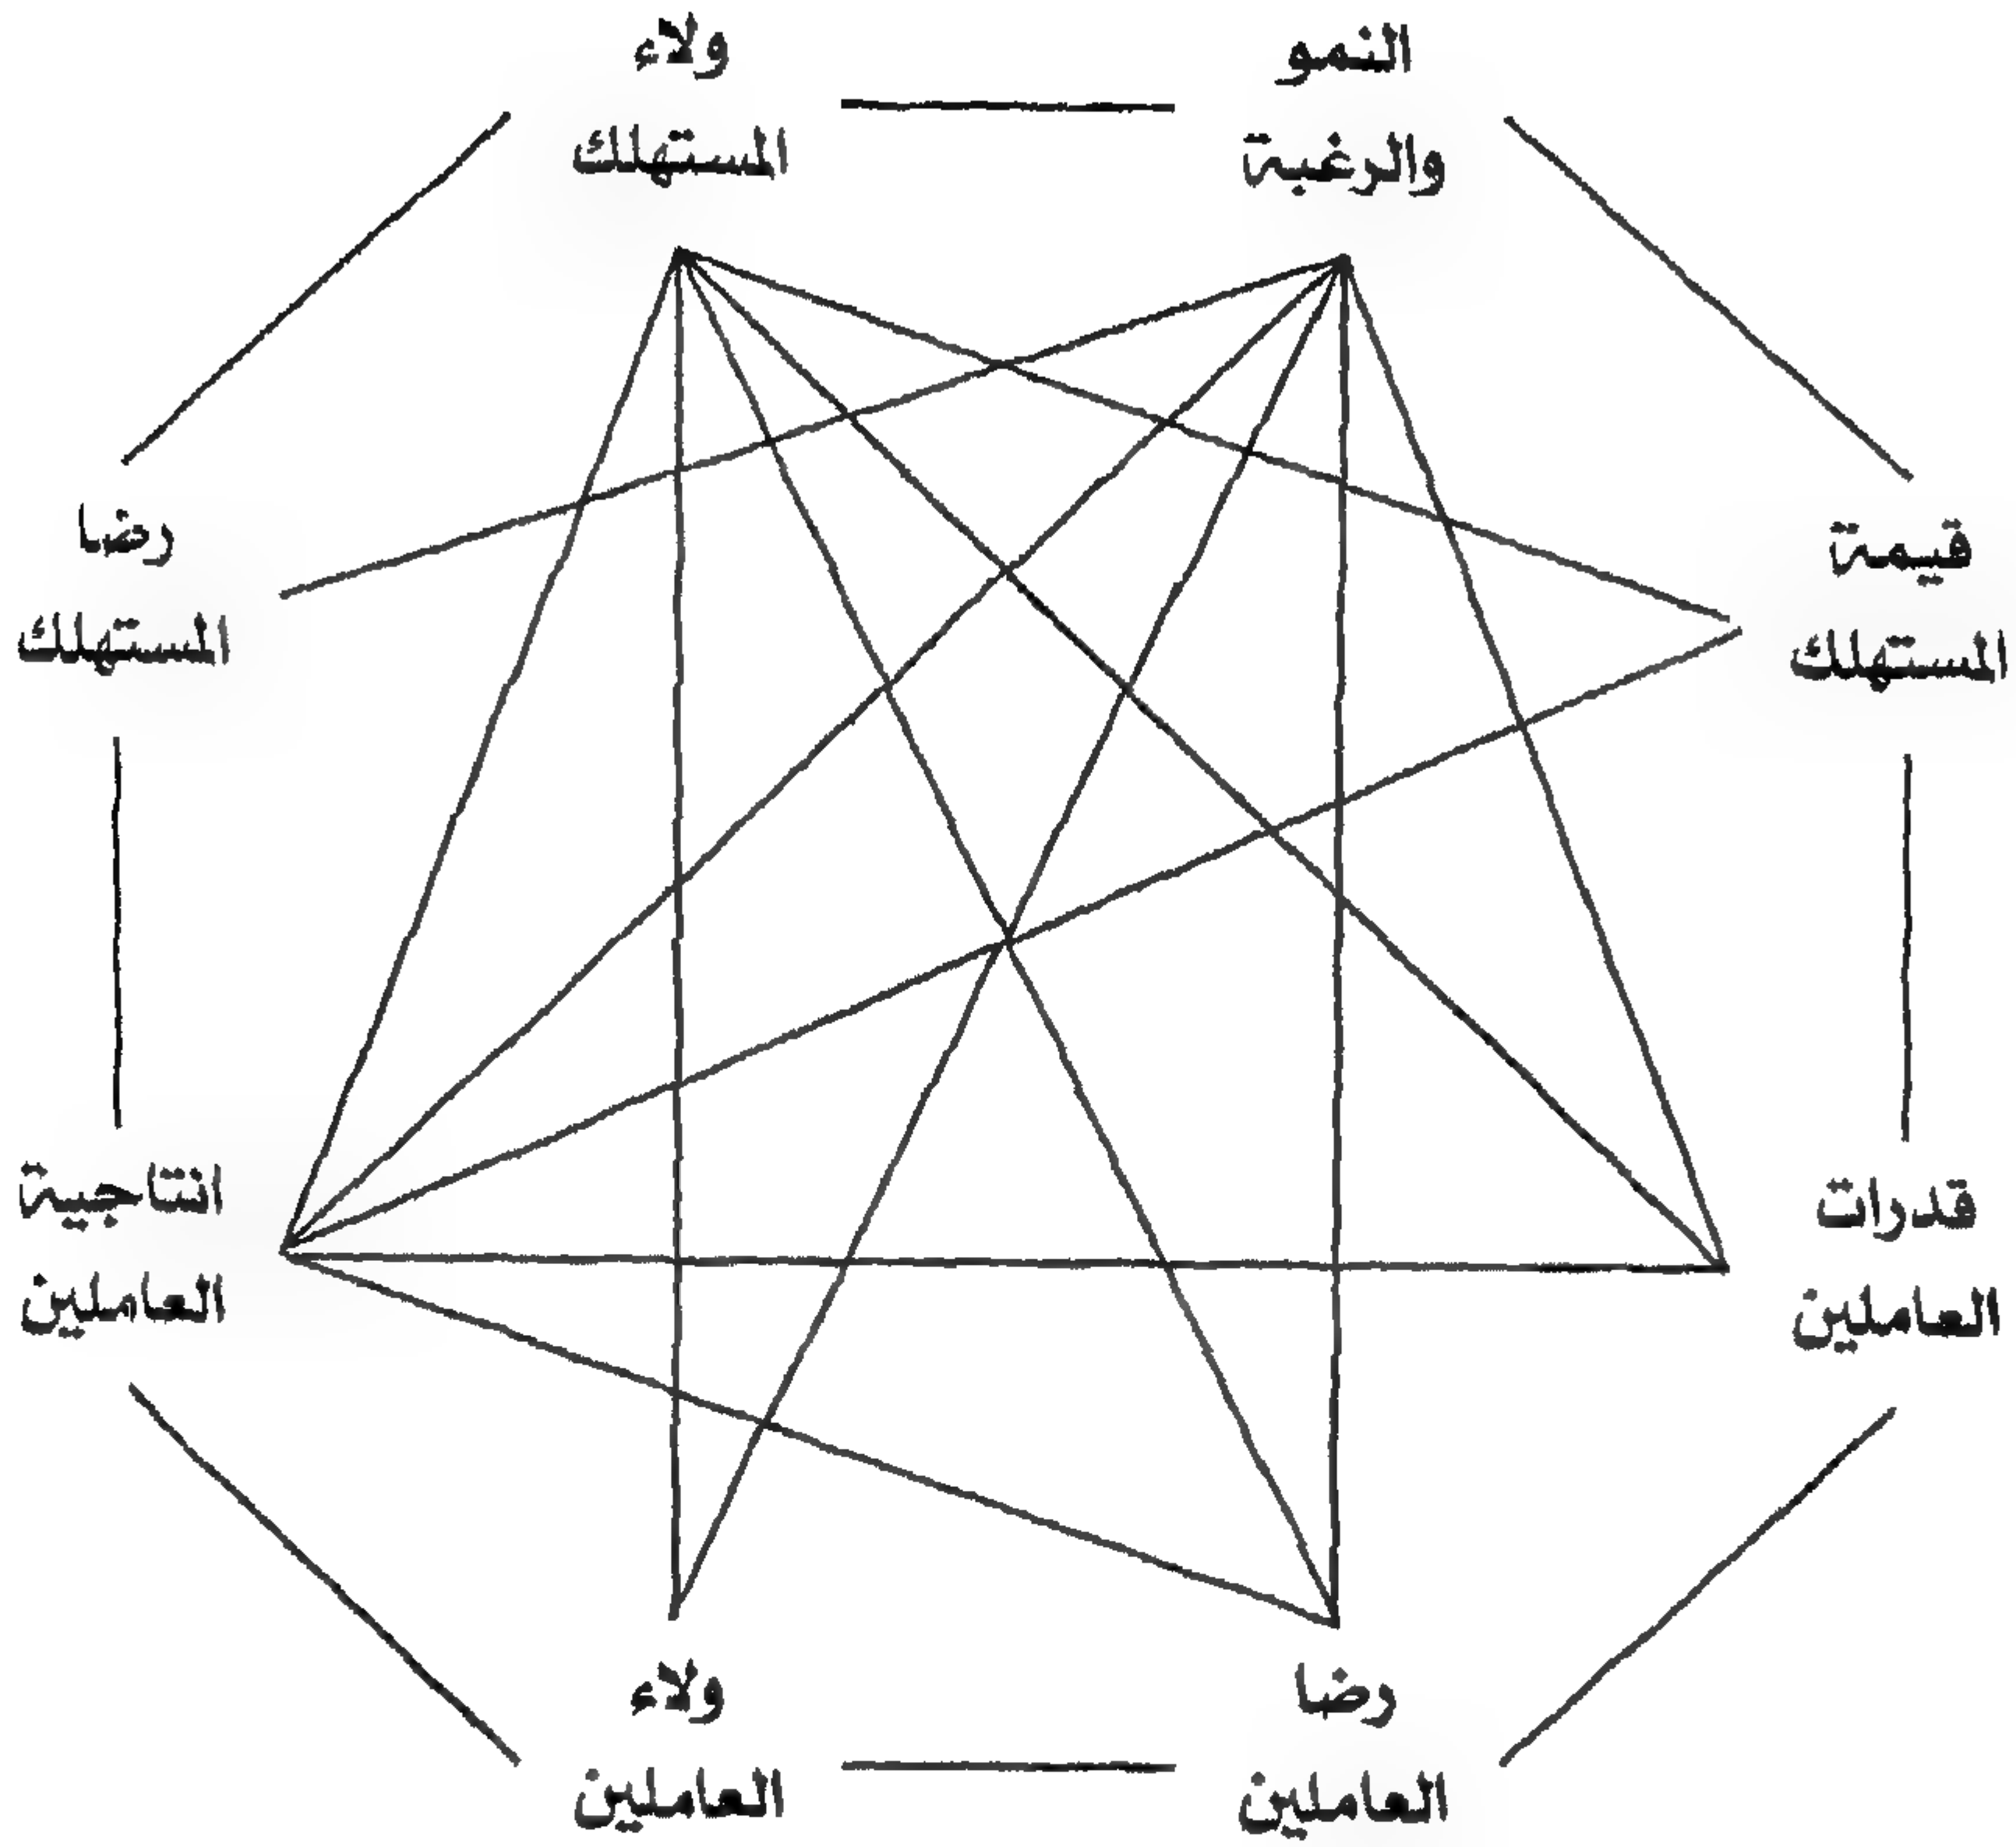 النمو
والرغبة
ولاء
المستهلك
قيمة
المستهلك
رضا
المستهلك
قدرات
العاملين
انتاجية
العاملين
رضا
العاملين
ولاء
العاملين